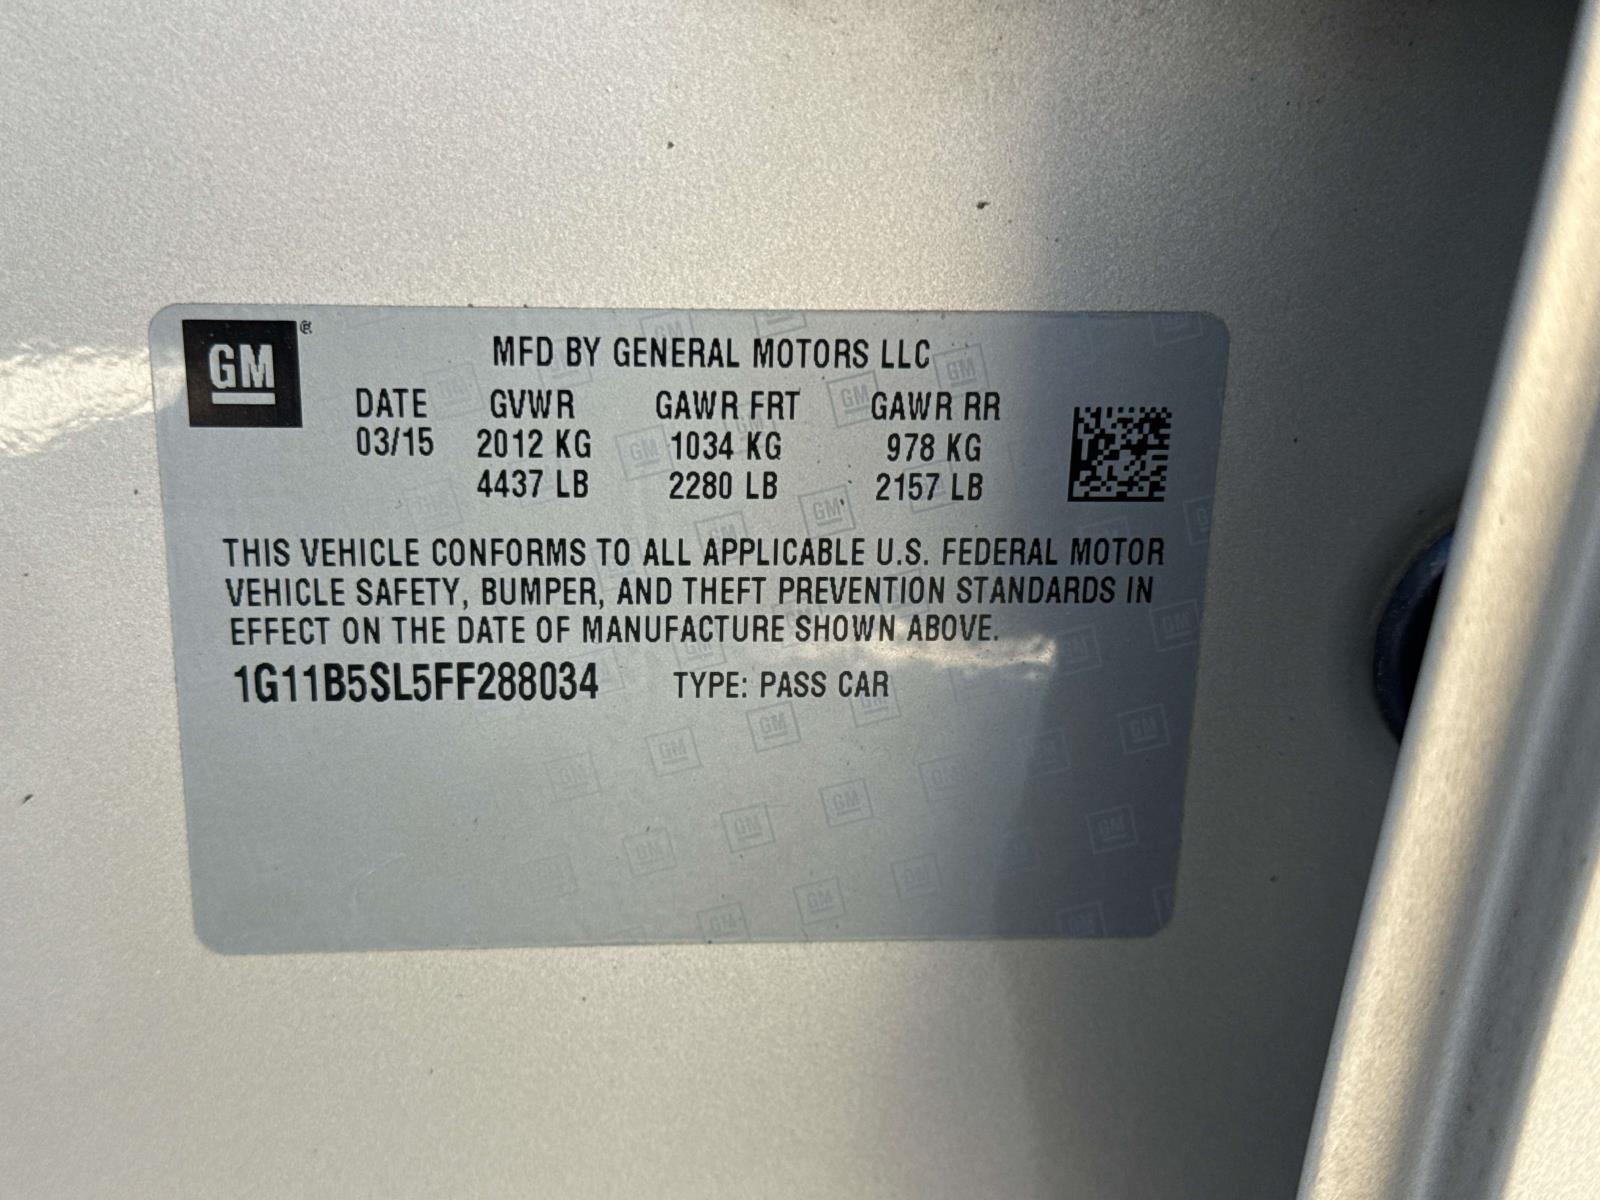 GM ®
MFD BY GENERAL MOTORS LLC
DATE GVWR GAWR FRT GAWR RR
03/15 2012 KG 1034 KG 978 KG
4437 LB 2280 LB 2157 LB
THIS VEHICLE CONFORMS TO ALL APPLICABLE U.S. FEDERAL MOTOR
VEHICLE SAFETY, BUMPER, AND THEFT PREVENTION STANDARDS IN
EFFECT ON THE DATE OF MANUFACTURE SHOWN ABOVE.
1G11B5SL5FF288034 TYPE: PASS CAR